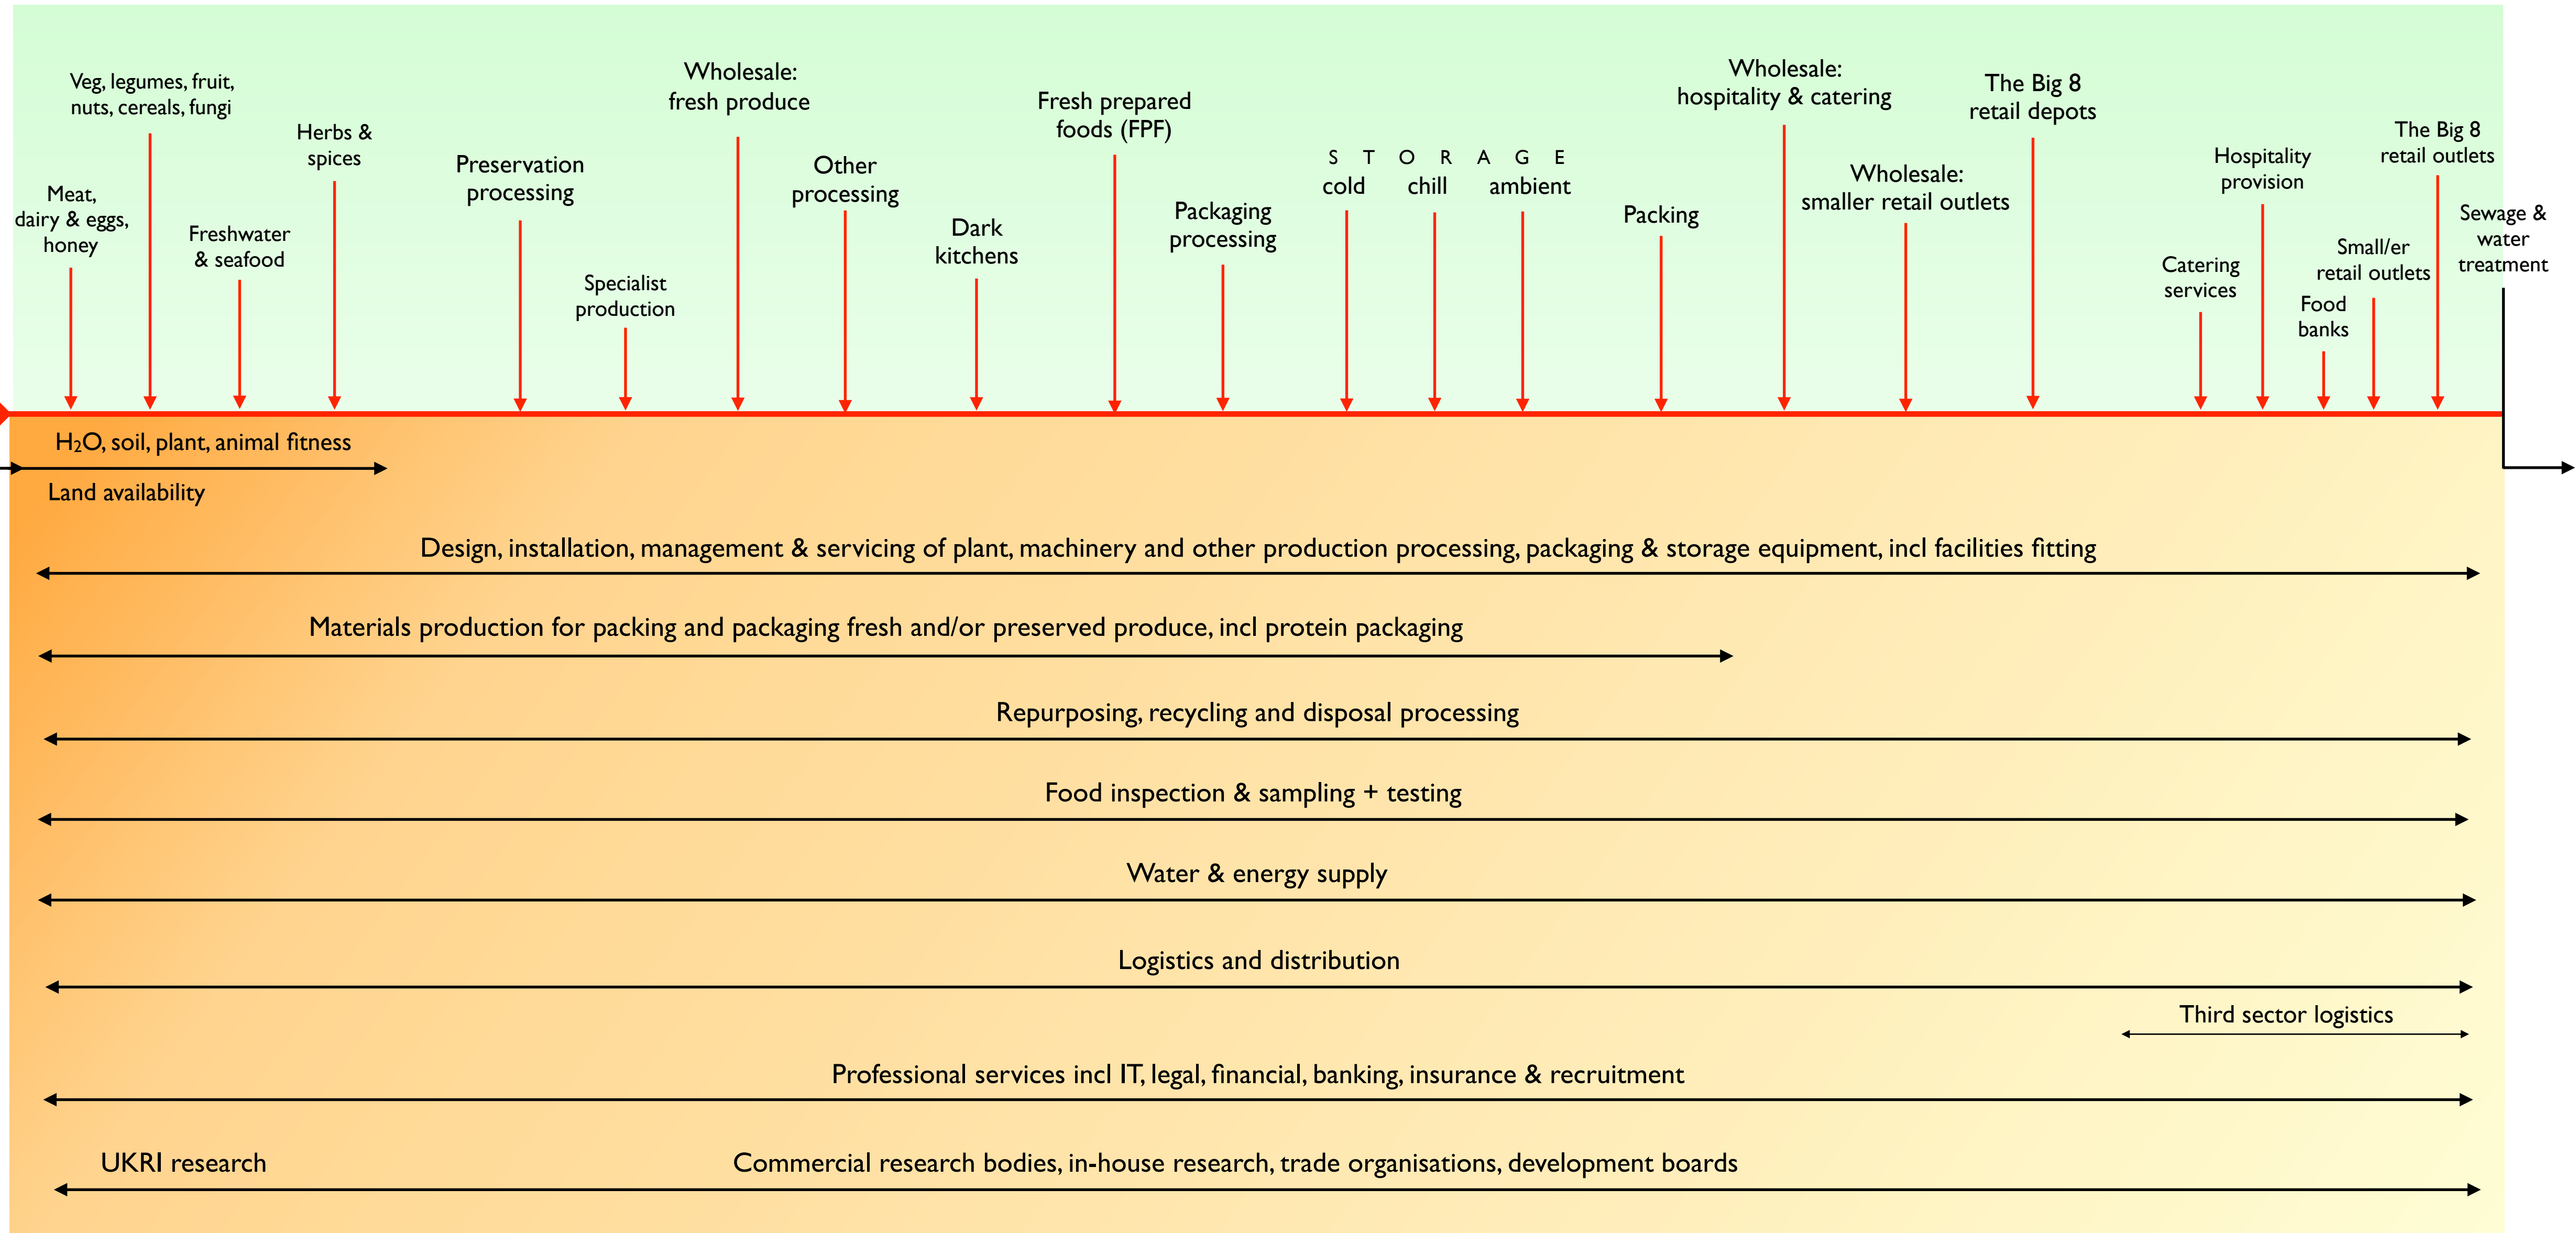 Veg, legumes, fruit,
nuts, cereals, fungi
Meat,
dairy & eggs,
honey
Freshwater
& seafood
Herbs &
spices
Preservation
processing
Specialist
production
Wholesale:
fresh produce
Other
processing
Dark
kitchens
Fresh prepared
foods (FPF)
Packaging
processing
S T O R A G E
cold chill ambient
Packing
Wholesale:
hospitality & catering
Wholesale:
smaller retail outlets
The Big 8
retail depots
Catering
services
Hospitality
provision
Food
banks
Small/er
retail outlets
The Big 8
retail outlets
Sewage &
water
treatment
H₂O, soil, plant, animal fitness
Land availability
Design, installation, management & servicing of plant, machinery and other production processing, packaging & storage equipment, incl facilities fitting
Materials production for packing and packaging fresh and/or preserved produce, incl protein packaging
Repurposing, recycling and disposal processing
Food inspection & sampling + testing
Water & energy supply
Logistics and distribution
Third sector logistics
Professional services incl IT, legal, financial, banking, insurance & recruitment
UKRI research
Commercial research bodies, in-house research, trade organisations, development boards